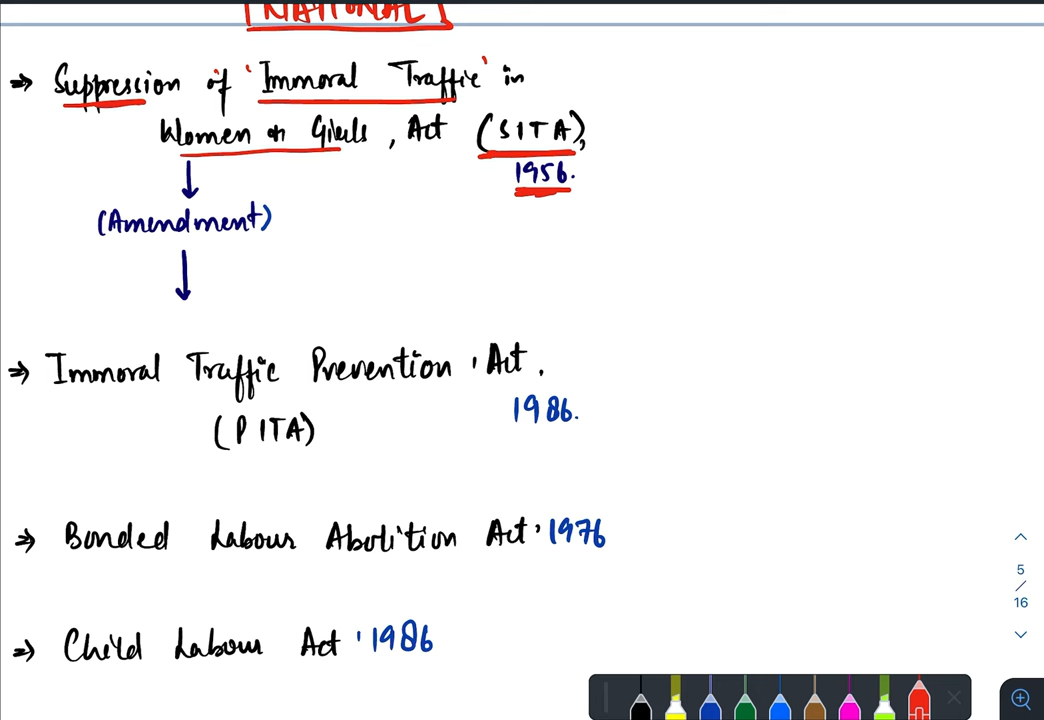 [NATIONAL]
⇒ Suppression of 'Immoral Traffic' in
Women or Girls, Act (SITA),
1956.
(Amendment)
⇒ Immoral Traffic Prevention, Act.
1986.
(PITA)
⇒ Bonded Labour Abolition Act, 1976
⇒ Child Labour Act, 1986
5
/
16